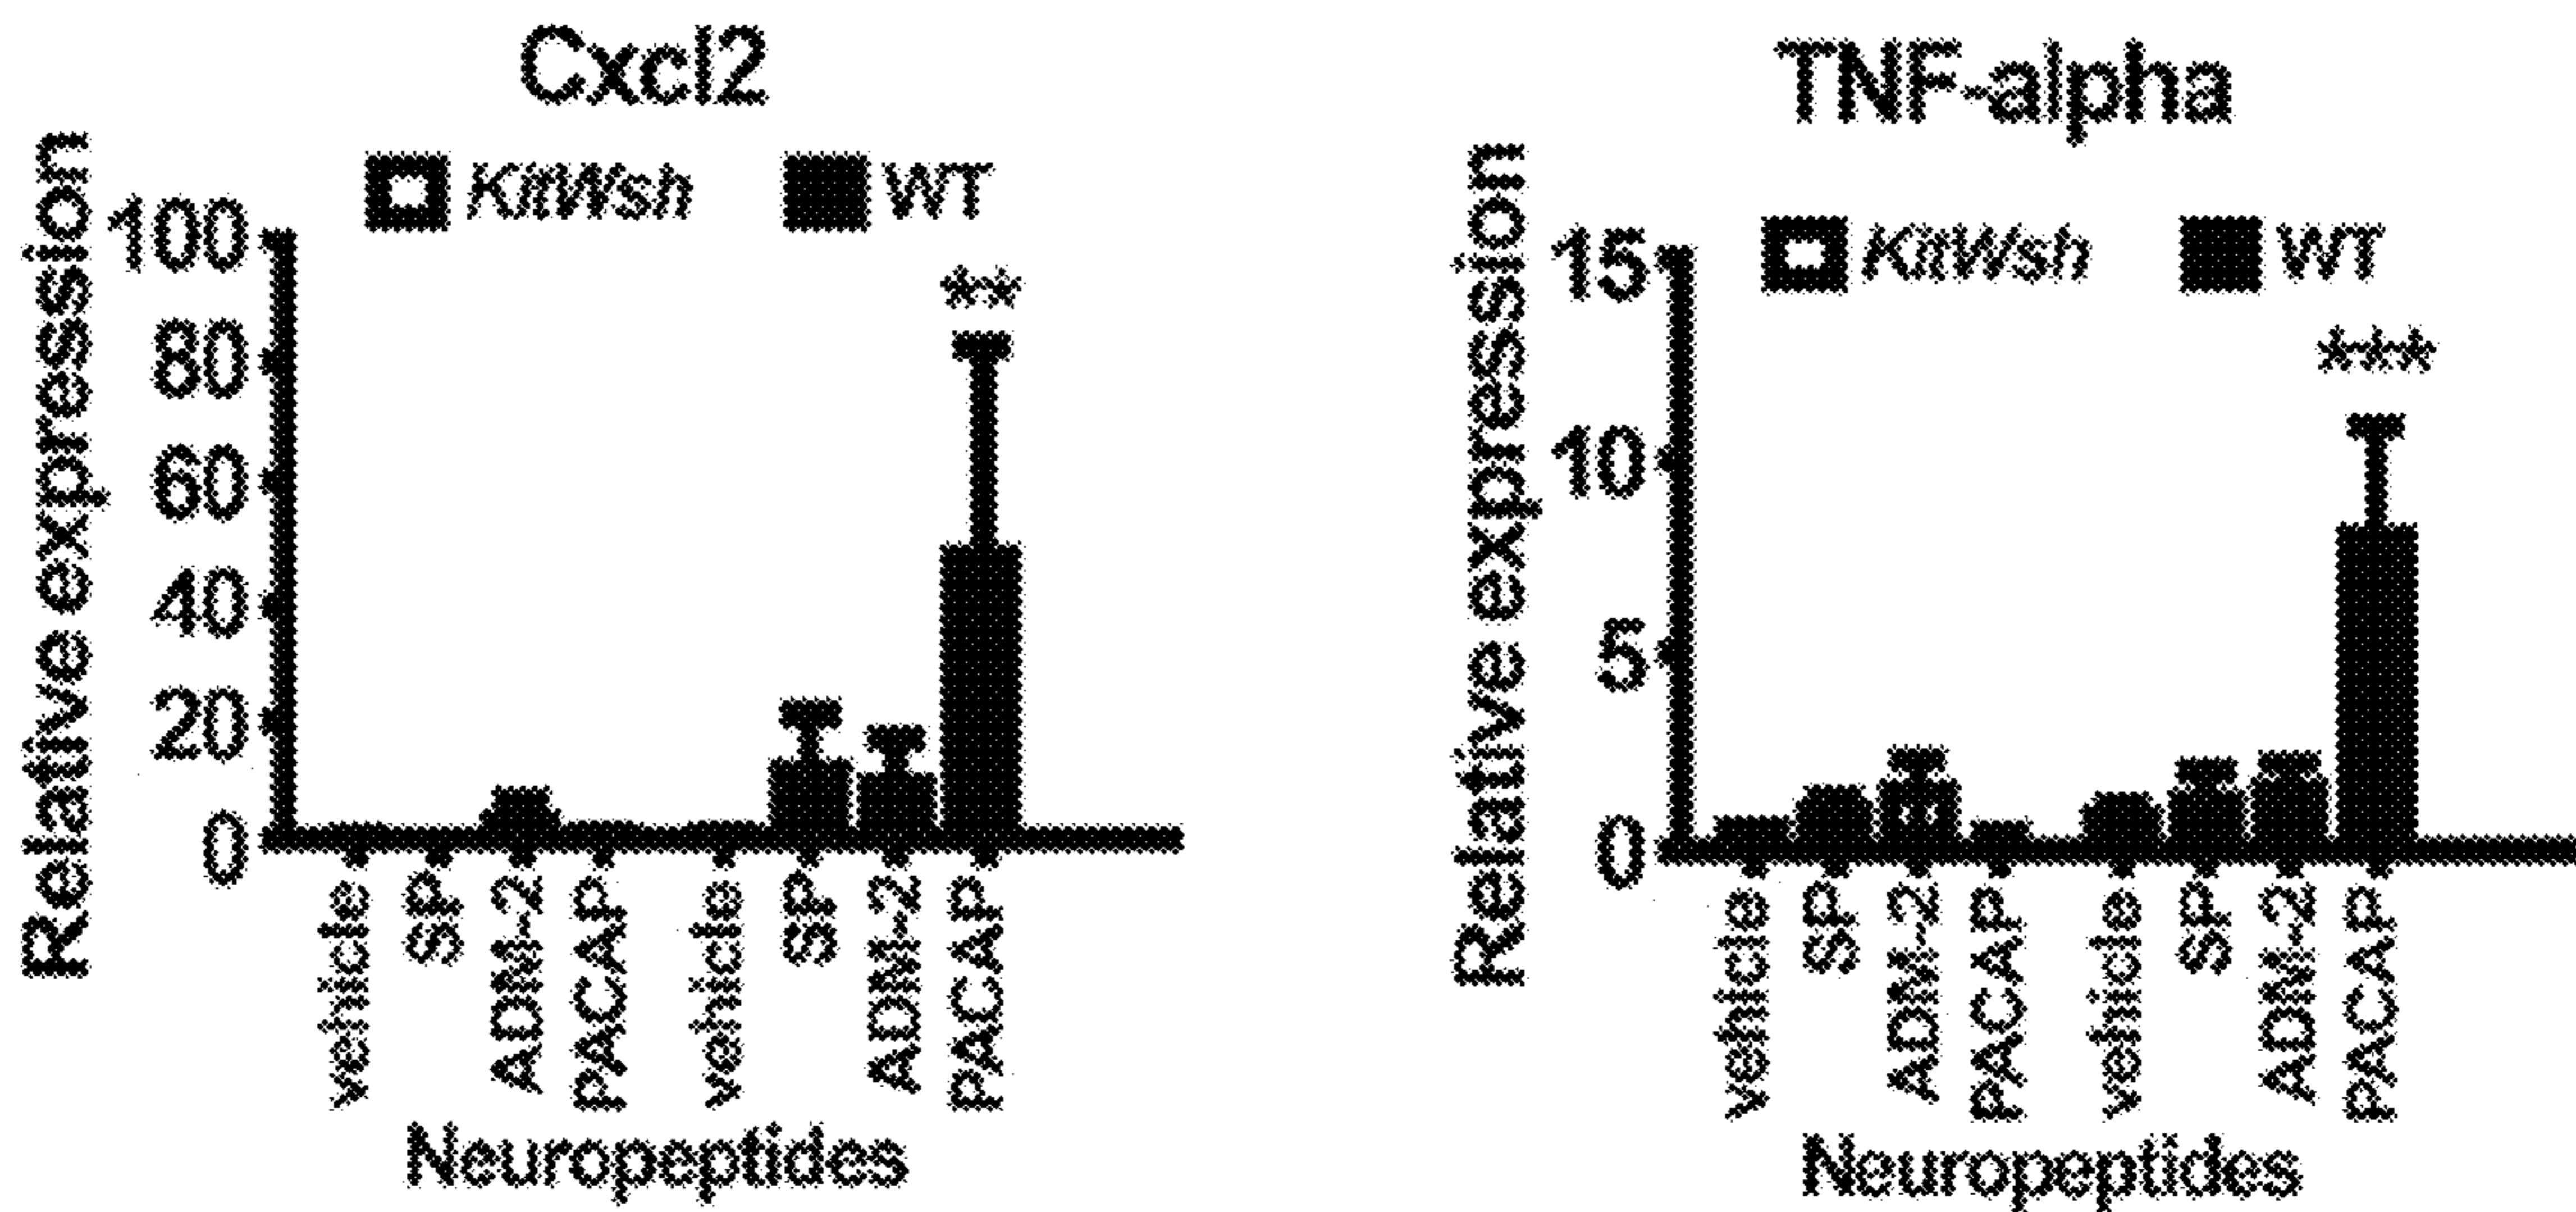 Cxcl2
KitWsh WT
Relative expression
100
80
60
40
20
0
**
vehicle
SP
ADM-2
PACAP
vehicle
SP
ADM-2
PACAP
Neuropeptides
TNF-alpha
KitWsh WT
Relative expression
15
10
5
0
***
vehicle
SP
ADM-2
PACAP
vehicle
SP
ADM-2
PACAP
Neuropeptides